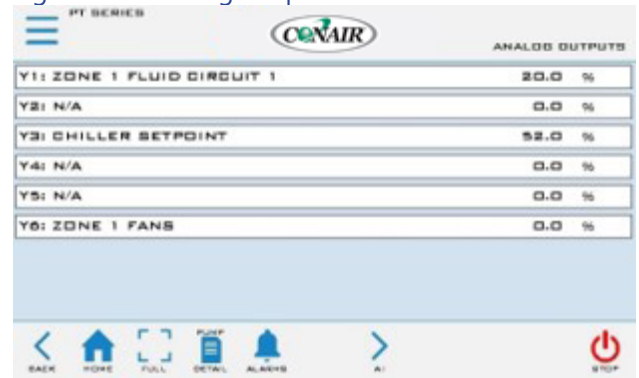 PT SERIES
CONAIR
ANALOG OUTPUTS
Y1: ZONE 1 FLUID CIRCUIT 1 20.0 %
Y2: N/A 0.0 %
Y3: CHILLER SETPOINT 52.0 %
Y4: N/A 0.0 %
Y5: N/A 0.0 %
Y6: ZONE 1 FANS 0.0 %
PUMP
BACK HOME FULL DETAIL ALARMS AI STOP